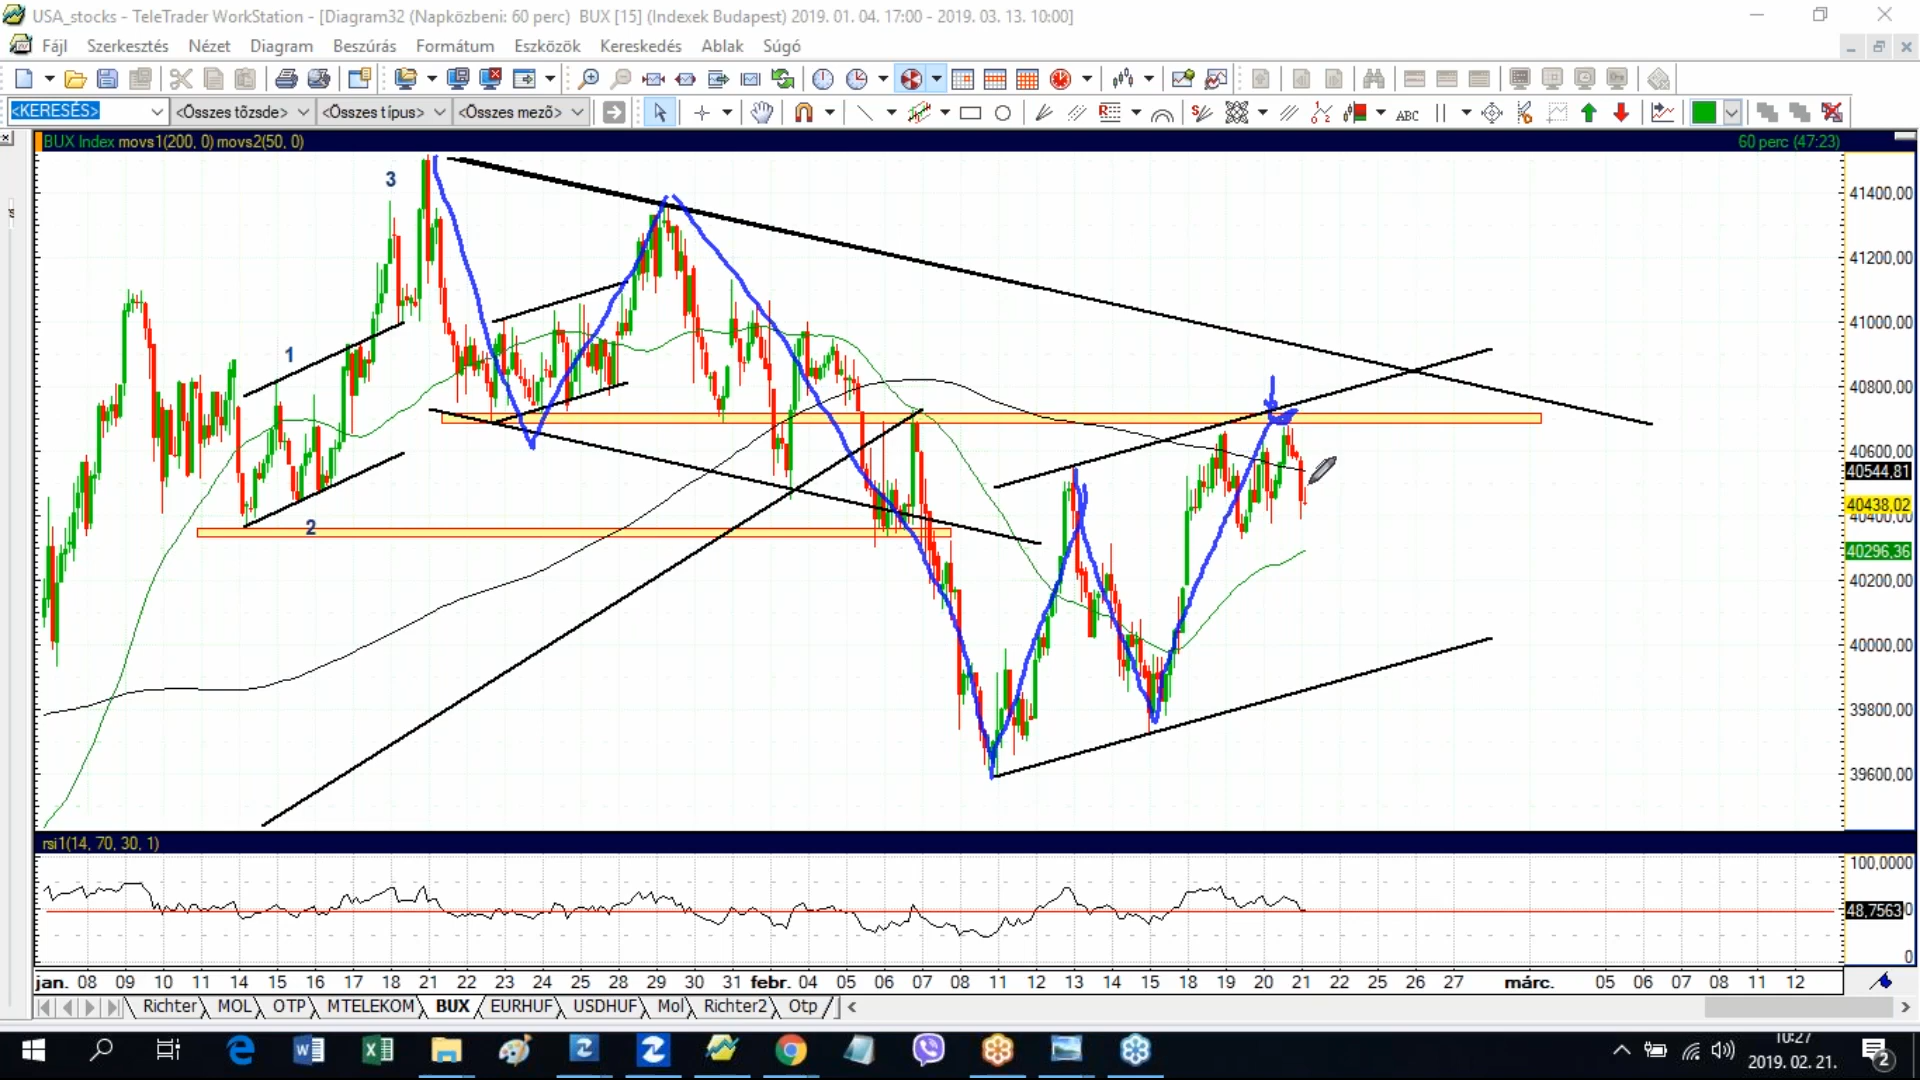 USA_stocks - TeleTrader WorkStation - [Diagram32 (Napközbeni: 60 perc)  BUX [15] (Indexek Budapest) 2019. 01. 04. 17:00 - 2019. 03. 13. 10:00]
Fájl Szerkesztés Nézet Diagram Beszúrás Formátum Eszközök Kereskedés Ablak Súgó
<KERESÉS> <Összes tőzsde> <Összes típus> <Összes mező> ABC
BUX Index movs1(200, 0) movs2(50, 0) 60 perc (47:23)
3
41400,00
41200,00
41000,00
1
40800,00
40600,00
40544,81
40438,02
40400,00
2
40296,36
40200,00
40000,00
39800,00
39600,00
rsi1(14, 70, 30, 1)
100,0000
48,7563
0
jan. 08 09 10 11 14 15 16 17 18 21 22 23 24 25 28 29 30 31 febr. 04 05 06 07 08 11 12 13 14 15 18 19 20 21 22 25 26 27 márc. 05 06 07 08 11 12
Richter MOL OTP MTELEKOM BUX EURHUF USDHUF Mol Richter2 Otp
10:27
2019. 02. 21.
2